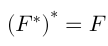 (F*)* = F